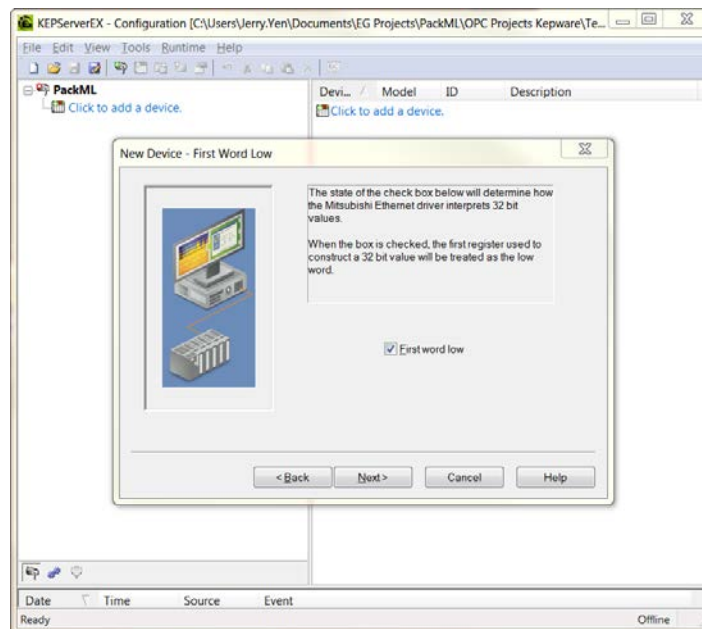 KEPServerEX - Configuration [C:\Users\Jerry.Yen\Documents\EG Projects\PackML\OPC Projects Kepware\Te...
File Edit View Tools Runtime Help
PackML
Click to add a device.
Devi... Model ID Description
Click to add a device.
New Device - First Word Low
The state of the check box below will determine how
the Mitsubishi Ethernet driver interprets 32 bit
values.
When the box is checked, the first register used to
construct a 32 bit value will be treated as the low
word.
First word low
< Back Next > Cancel Help
Date Time Source Event
Ready Offline